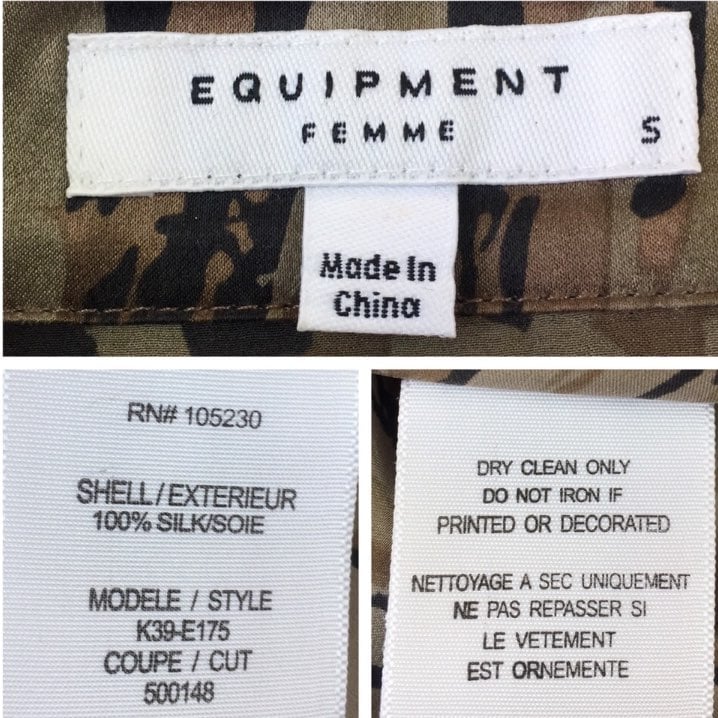 EQUIPMENT
FEMME S
Made In
China
RN# 105230
SHELL/EXTERIEUR
100% SILK/SOIE
MODELE / STYLE
K39-E175
COUPE / CUT
500148
DRY CLEAN ONLY
DO NOT IRON IF
PRINTED OR DECORATED
NETTOYAGE A SEC UNIQUEMENT
NE PAS REPASSER SI
LE VETEMENT
EST ORNEMENTE